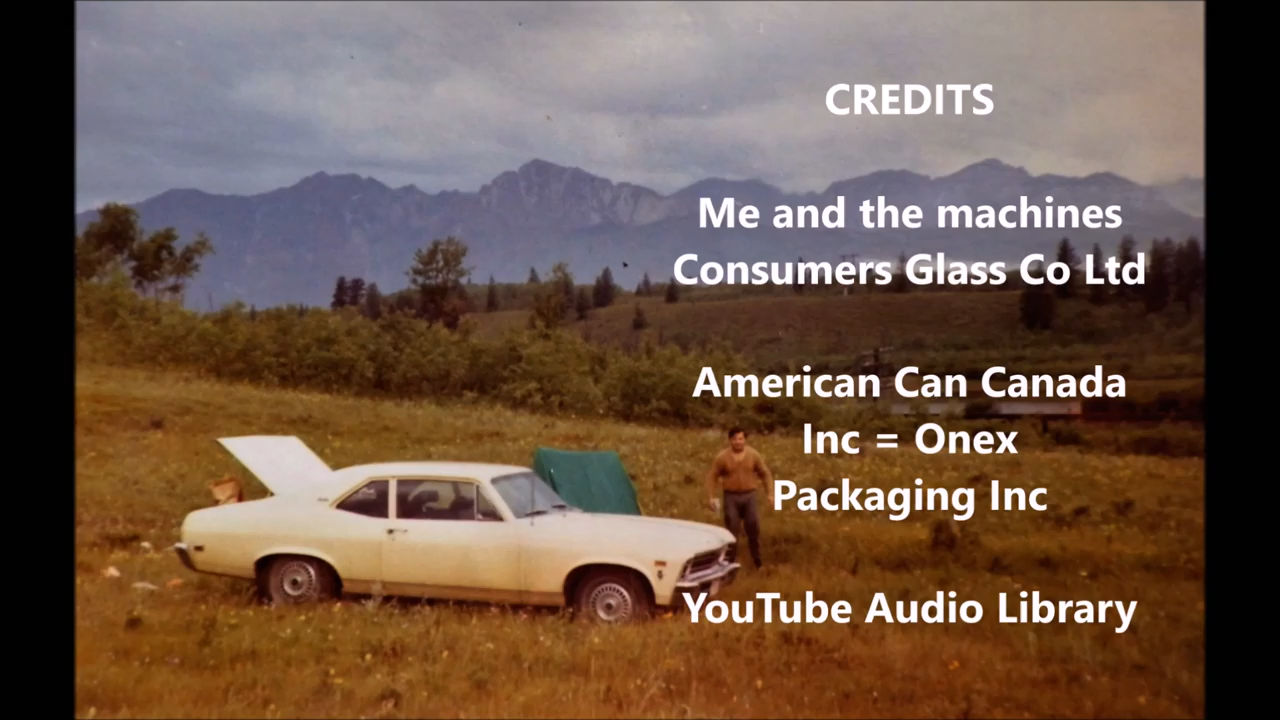 CREDITS
Me and the machines
Consumers Glass Co Ltd
American Can Canada
Inc = Onex
Packaging Inc
YouTube Audio Library